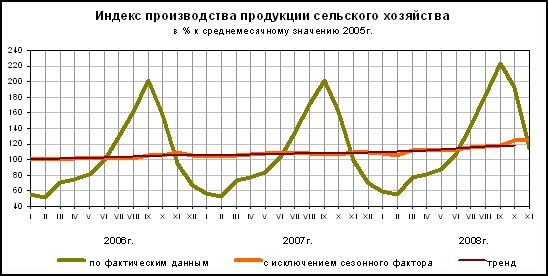 Индекс производства продукции сельского хозяйства
в % к среднемесячному значению 2005г.
240
220
200
180
160
140
120
100
80
60
40
I II III IV V VI VII VIII IX X XI XII I II III IV V VI VII VIII IX X XI XII I II III IV V VI VII VIII IX X XI
2006г. 2007г. 2008г.
по фактическим данным с исключением сезонного фактора тренд